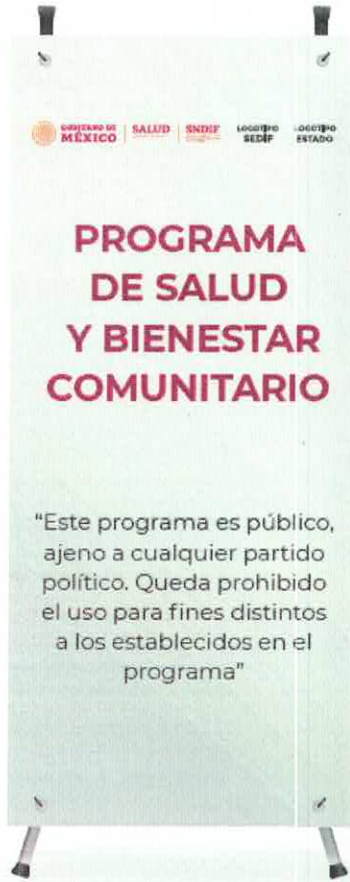 GOBIERNO DE MÉXICO SALUD SNDIF LOGOTIPO SEDIF LOGOTIPO ESTADO
PROGRAMA
DE SALUD
Y BIENESTAR
COMUNITARIO
"Este programa es público,
ajeno a cualquier partido
político. Queda prohibido
el uso para fines distintos
a los establecidos en el
programa"